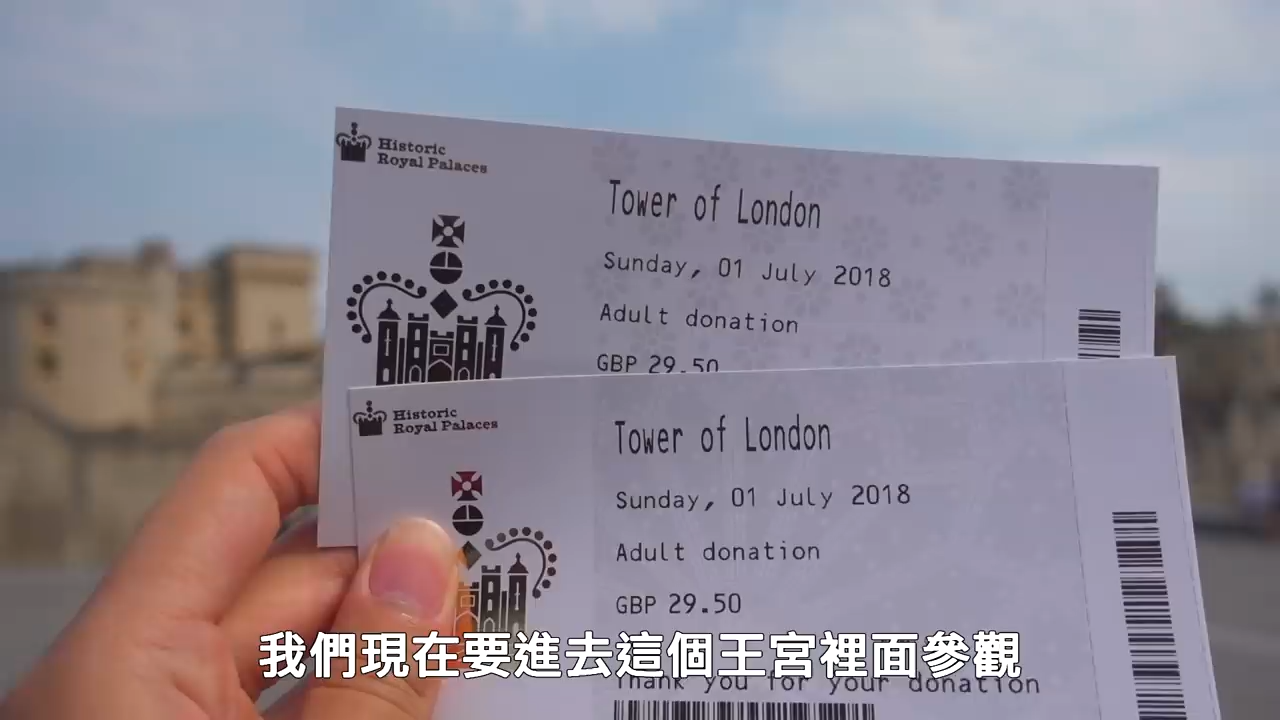 Historic
Royal Palaces
Tower of London
Sunday, 01 July 2018
Adult donation
GBP 29.50
Historic
Royal Palaces
Tower of London
Sunday, 01 July 2018
Adult donation
GBP 29.50
Thank you for your donation
我們現在要進去這個王宮裡面參觀